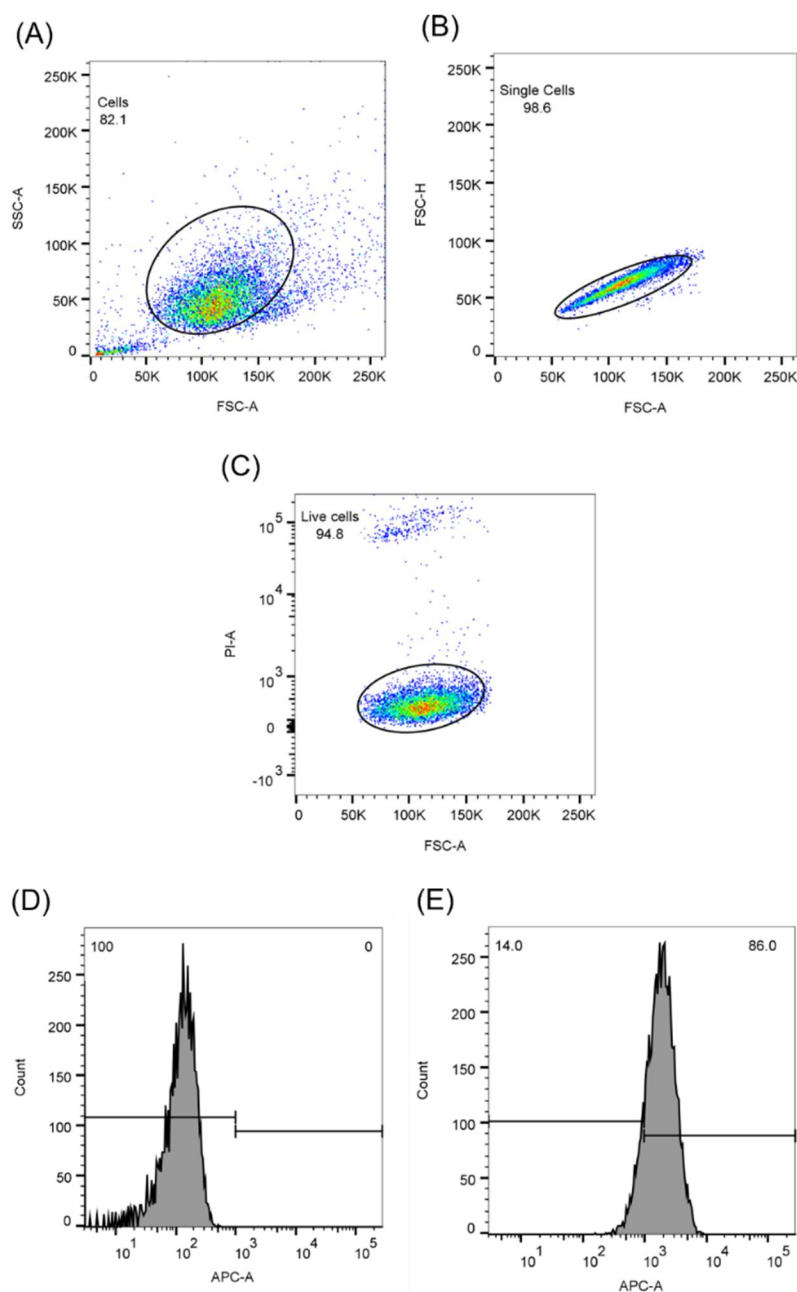 (A)
250K
200K
150K
100K
50K
0
SSC-A
Cells
82.1
0 50K 100K 150K 200K 250K
FSC-A
(B)
250K
200K
150K
100K
50K
0
FSC-H
Single Cells
98.6
0 50K 100K 150K 200K 250K
FSC-A
(C)
10^5
10^4
10^3
0
-10^3
PI-A
Live cells
94.8
0 50K 100K 150K 200K 250K
FSC-A
(D)
250
200
150
100
50
0
Count
100 0
10^1 10^2 10^3 10^4 10^5
APC-A
(E)
250
200
150
100
50
0
Count
14.0 86.0
10^1 10^2 10^3 10^4 10^5
APC-A